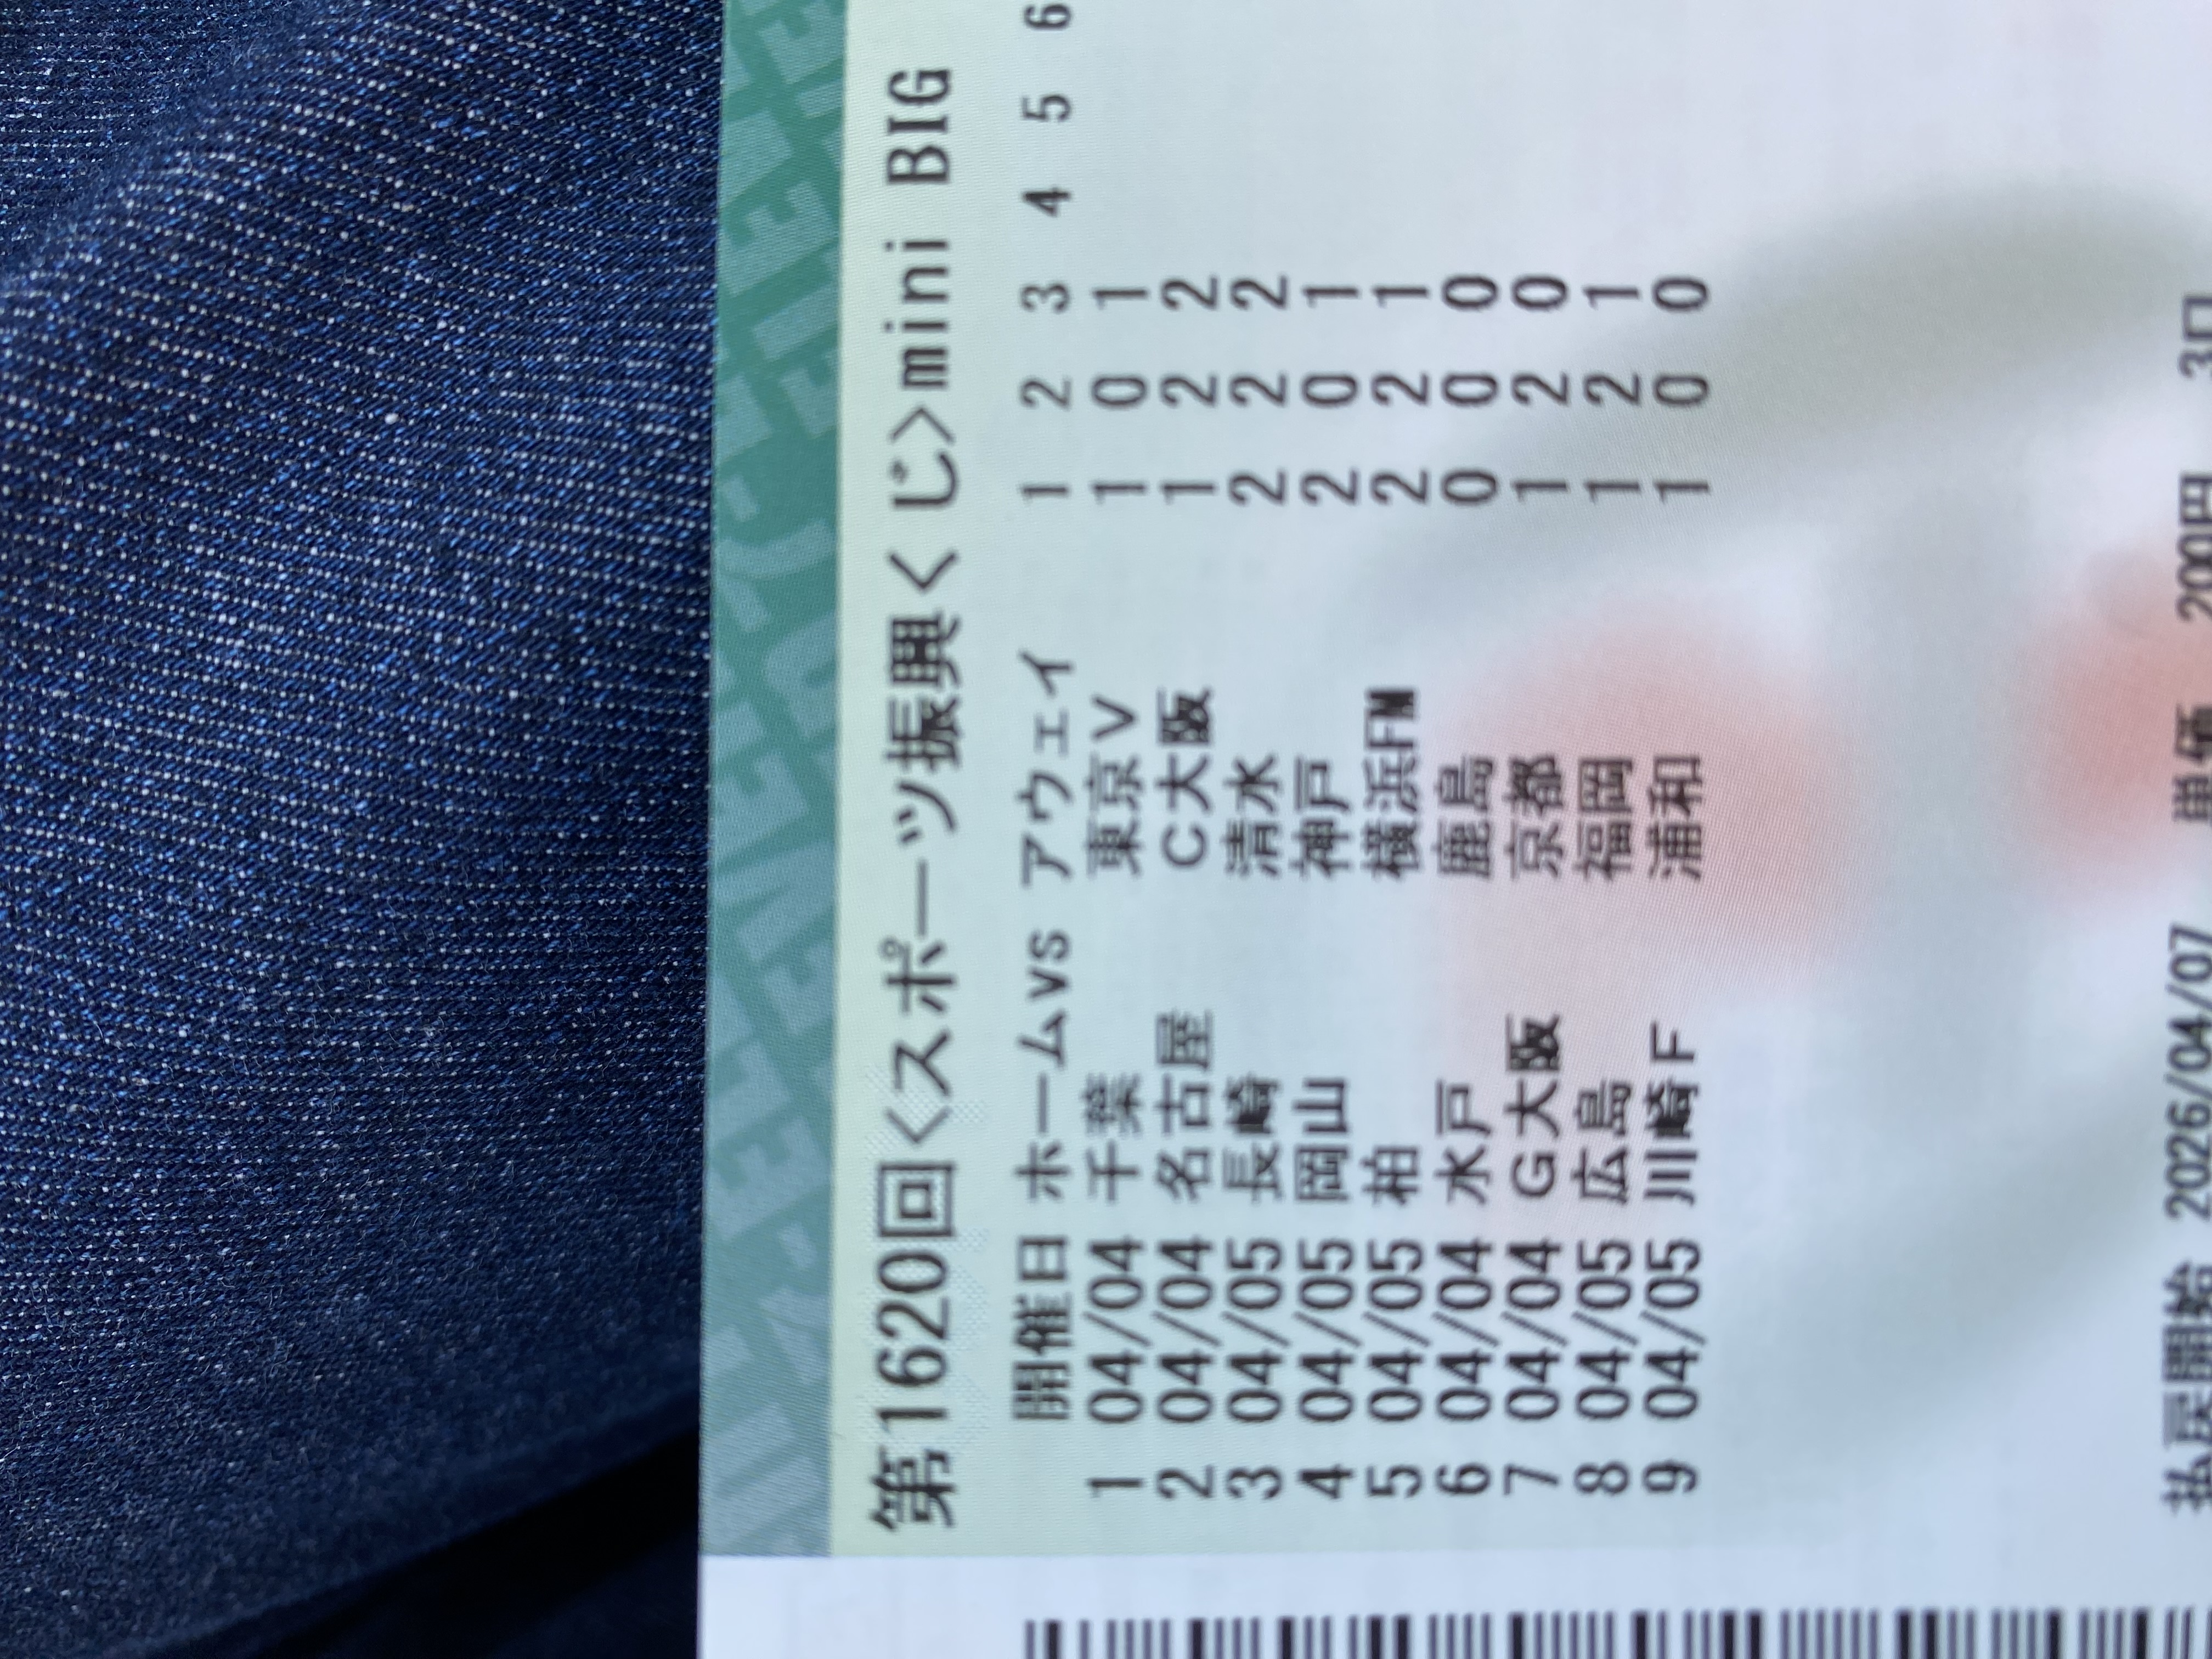 第1620回<スポーツ振興くじ>mini BIG
開催日 ホームvs アウェイ 1 2 3 4 5 6
1 04/04 千葉 東京V 1 0 1
2 04/04 名古屋 C大阪 1 2 2
3 04/05 長崎 清水 2 2 2
4 04/05 岡山 神戸 2 0 1
5 04/05 柏 横浜FM 2 2 1
6 04/04 水戸 鹿島 0 0 0
7 04/04 G大阪 京都 1 2 0
8 04/05 広島 福岡 1 2 1
9 04/05 川崎F 浦和 1 0 0
払戻開始 2026/04/07 単価 200円 3口